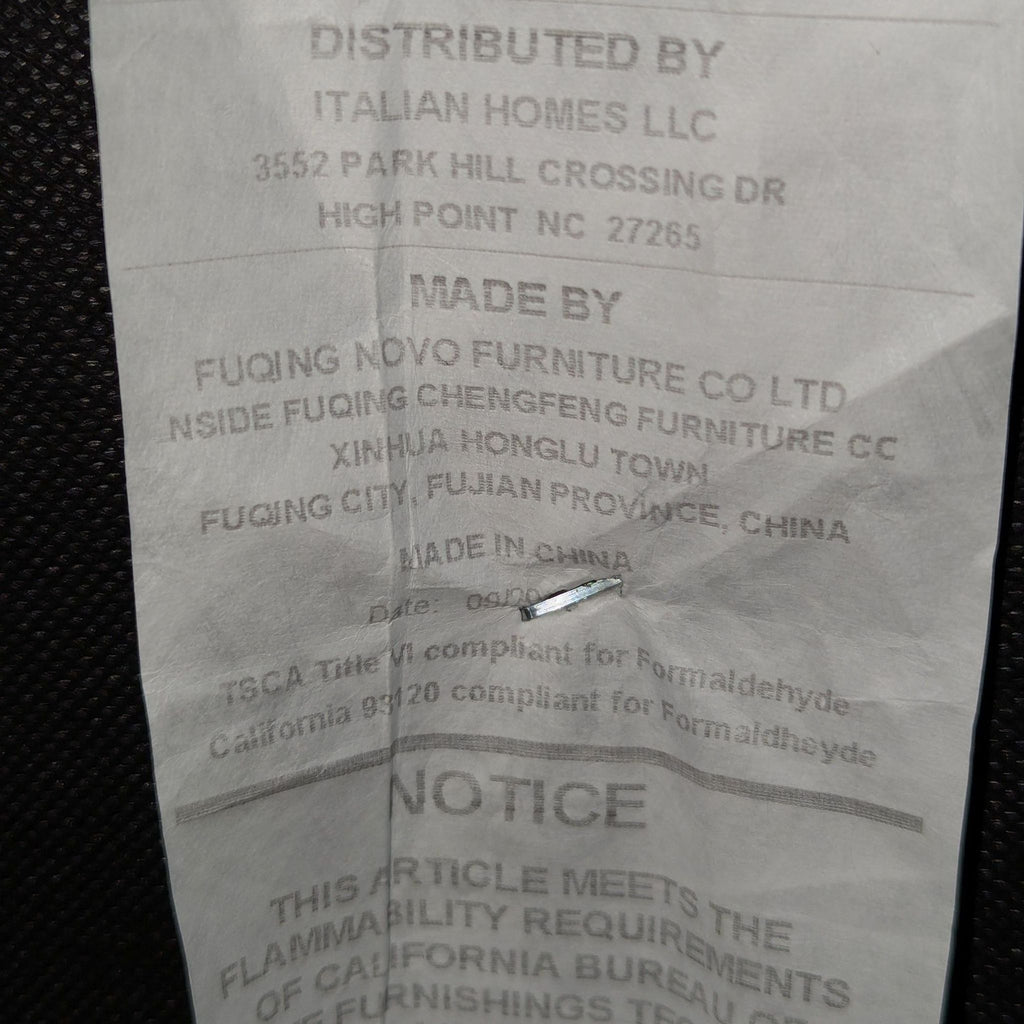 DISTRIBUTED BY
ITALIAN HOMES LLC
3552 PARK HILL CROSSING DR
HIGH POINT NC 27265
MADE BY
FUQING NOVO FURNITURE CO LTD
NSIDE FUQING CHENGFENG FURNITURE CC
XINHUA HONGLU TOWN
FUQING CITY, FUJIAN PROVINCE, CHINA
MADE IN CHINA
Date:
TSCA Title VI compliant for Formaldehyde
California 93120 compliant for Formaldheyde
NOTICE
THIS ARTICLE MEETS THE
FLAMMABILITY REQUIREMENTS
OF CALIFORNIA BUREAU OF
FURNISHINGS